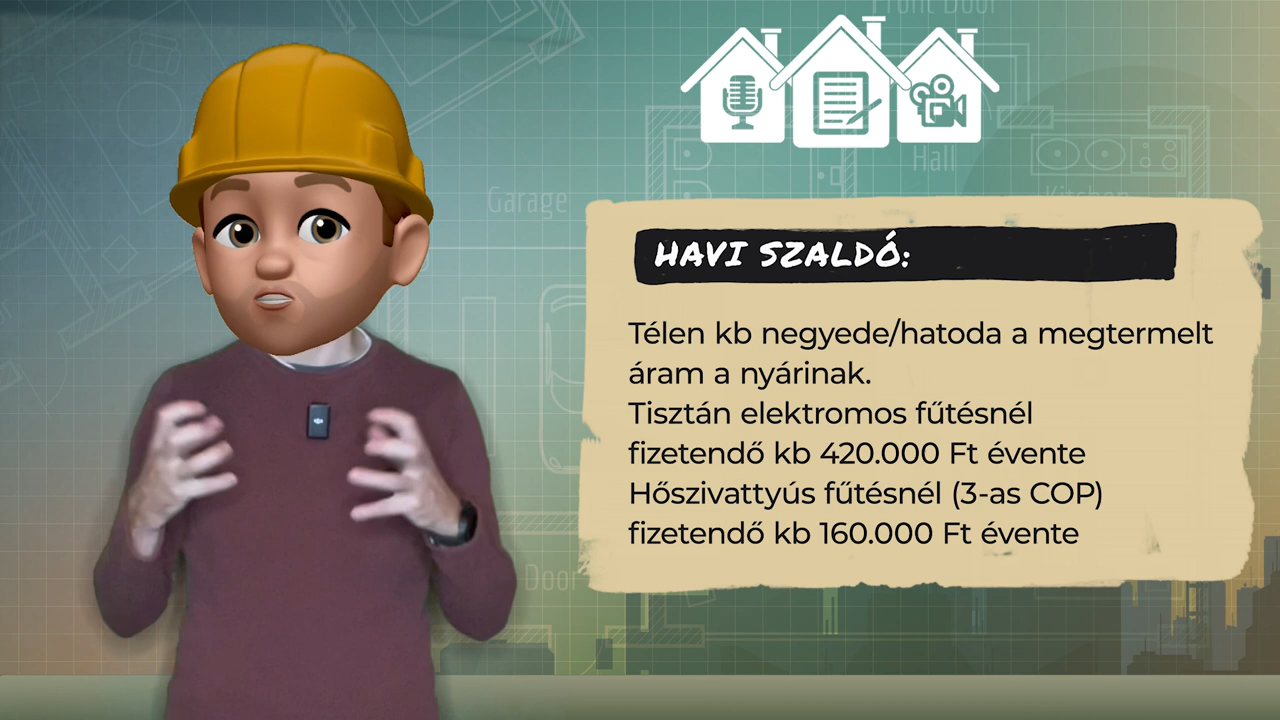 Front Door
Hall
Kitchen
Garage
HAVI SZALDÓ:
Télen kb negyede/hatoda a megtermelt
áram a nyárinak.
Tisztán elektromos fűtésnél
fizetendő kb 420.000 Ft évente
Hőszivattyús fűtésnél (3-as COP)
fizetendő kb 160.000 Ft évente
Door